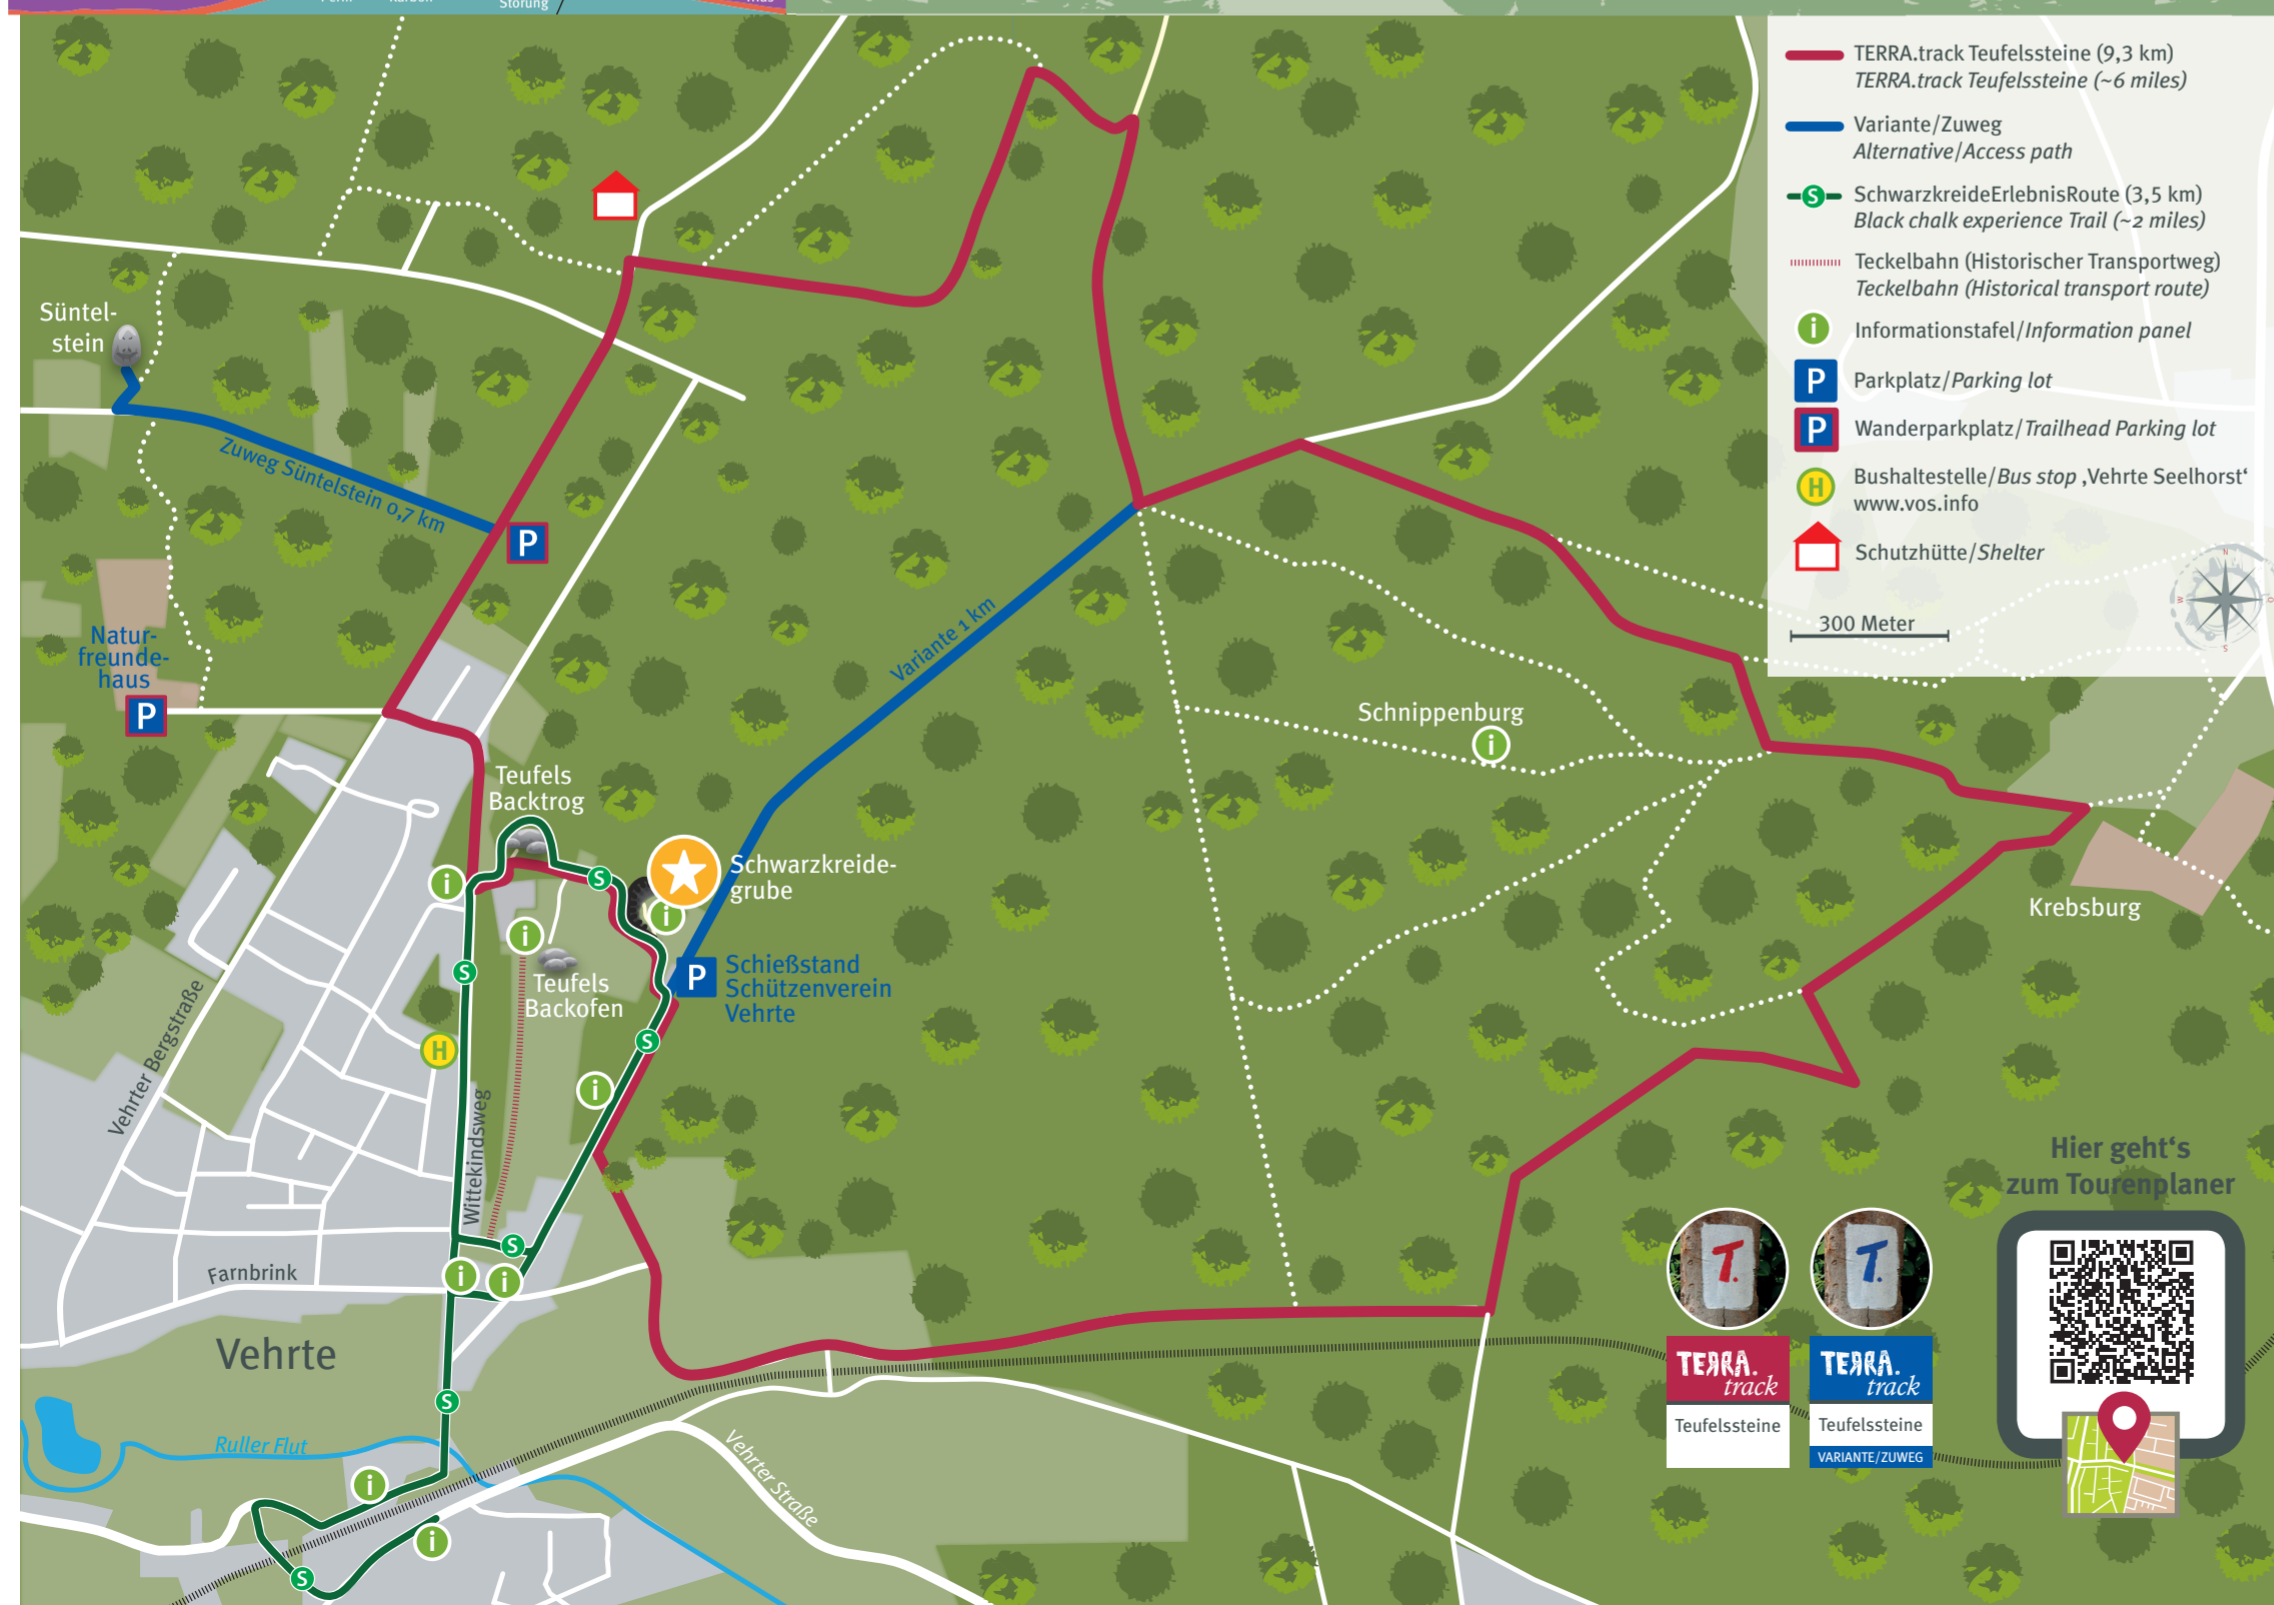 Störung
TERRA.track Teufelssteine (9,3 km)
TERRA.track Teufelssteine (~6 miles)
Variante/Zuweg
Alternative/Access path
S
SchwarzkreideErlebnisRoute (3,5 km)
Black chalk experience Trail (~2 miles)
Teckelbahn (Historischer Transportweg)
Teckelbahn (Historical transport route)
i
Informationstafel/Information panel
P
Parkplatz/Parking lot
P
Wanderparkplatz/Trailhead Parking lot
H
Bushaltestelle/Bus stop ‚Vehrte Seelhorst‘
www.vos.info
Schutzhütte/Shelter
300 Meter
N
W
O
S
Süntel-
stein
Zuweg Süntelstein 0,7 km
P
Natur-
freunde-
haus
P
Variante 1 km
Schnippenburg
i
Teufels
Backtrog
S
i
Schwarzkreide-
grube
i
i
Krebsburg
S
Teufels
Backofen
P
Schießstand
Schützenverein
Vehrte
S
H
i
Vehrter Bergstraße
Wittekindsweg
S
i
i
Farnbrink
Vehrte
S
Ruller Flut
i
i
S
Vehrter Straße
Hier geht‘s
zum Tourenplaner
T.
T.
TERRA.
track
Teufelssteine
TERRA.
track
Teufelssteine
VARIANTE/ZUWEG